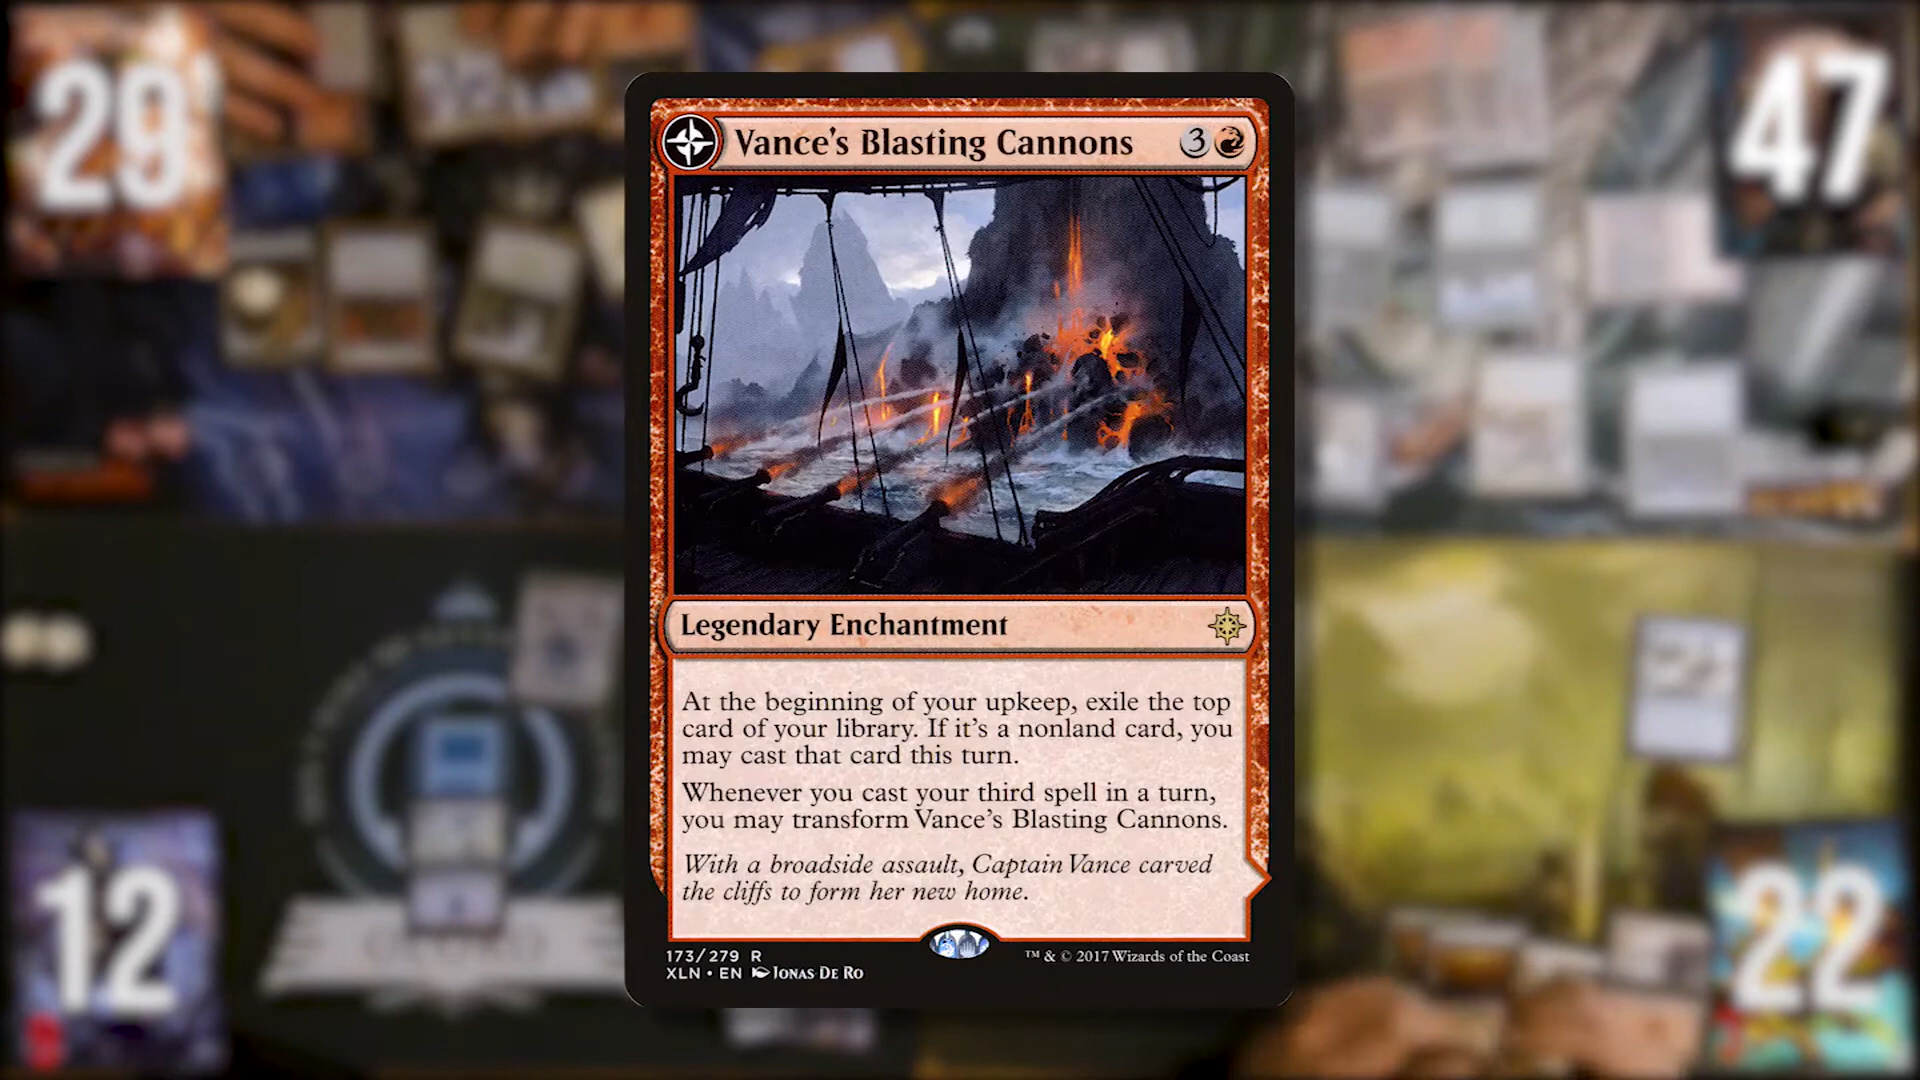 29
47
Vance's Blasting Cannons 3
Legendary Enchantment
At the beginning of your upkeep, exile the top
card of your library. If it's a nonland card, you
may cast that card this turn.
Whenever you cast your third spell in a turn,
you may transform Vance's Blasting Cannons.
With a broadside assault, Captain Vance carved
the cliffs to form her new home.
173/279 R
XLN • EN Jonas De Ro
™ & © 2017 Wizards of the Coast
12
22